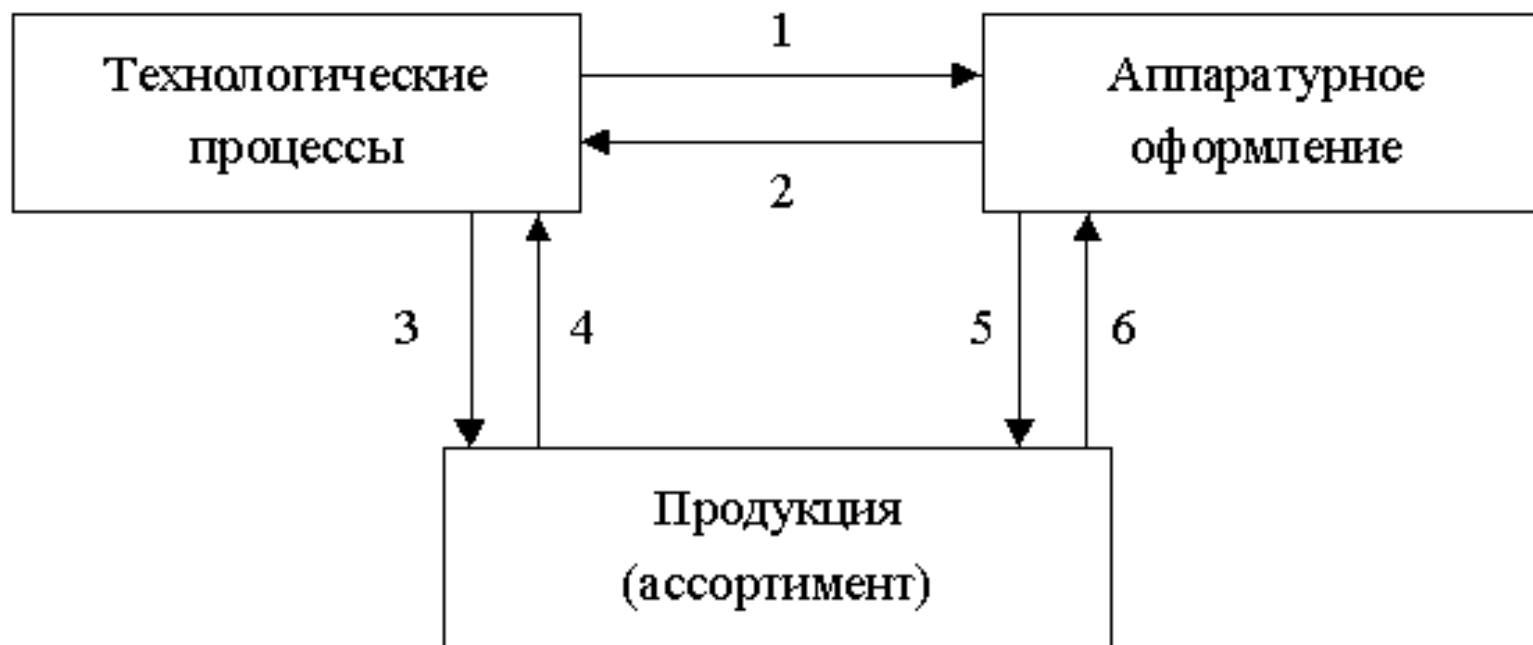 1
Технологические
процессы
Аппаратурное
оформление
2
3
4
5
6
Продукция
(ассортимент)